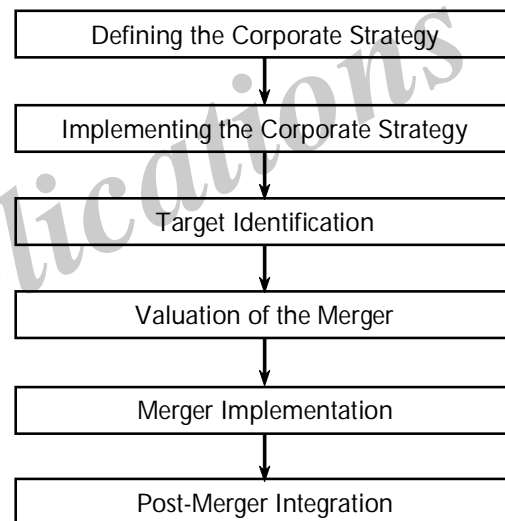 Defining the Corporate Strategy
Implementing the Corporate Strategy
Target Identification
Valuation of the Merger
Merger Implementation
Post-Merger Integration